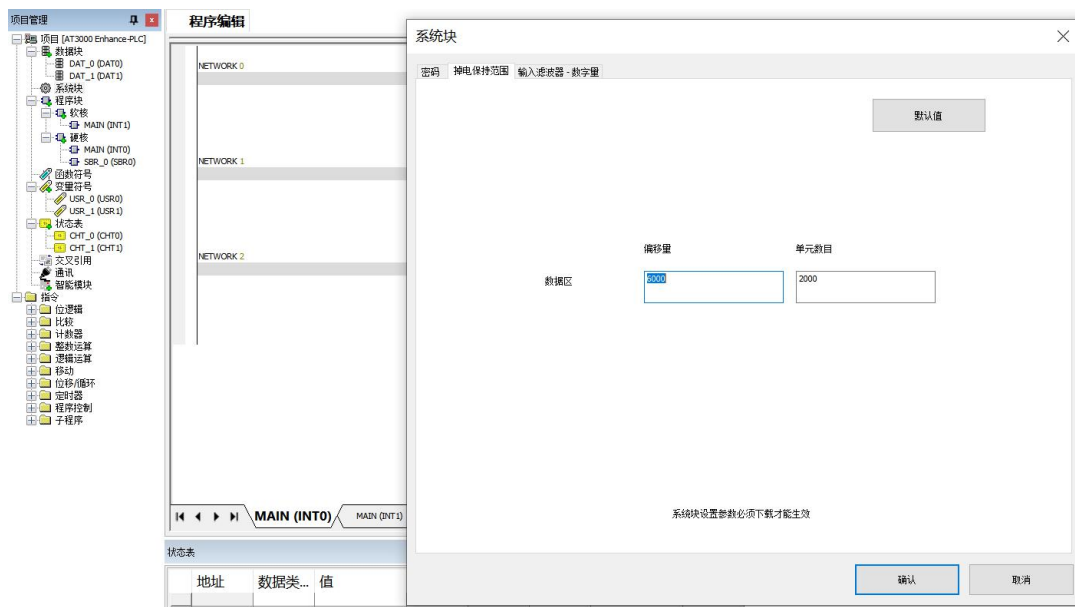 项目管理
项目 [AT3000 Enhance-PLC]
数据块
DAT_0 (DAT0)
DAT_1 (DAT1)
系统块
程序块
软核
MAIN (INT1)
硬核
MAIN (INT0)
SBR_0 (SBR0)
函数符号
变量符号
USR_0 (USR0)
USR_1 (USR1)
状态表
CHT_0 (CHT0)
CHT_1 (CHT1)
交叉引用
通讯
智能模块
指令
位逻辑
比较
计数器
整数运算
逻辑运算
移动
位移/循环
定时器
程序控制
子程序
程序编辑
NETWORK 0
NETWORK 1
NETWORK 2
MAIN (INT0)
MAIN (INT1)
状态表
地址 数据类... 值
系统块
密码 掉电保持范围 输入滤波器 - 数字量
默认值
偏移量 单元数目
数据区 6000 2000
系统块设置参数必须下载才能生效
确认 取消